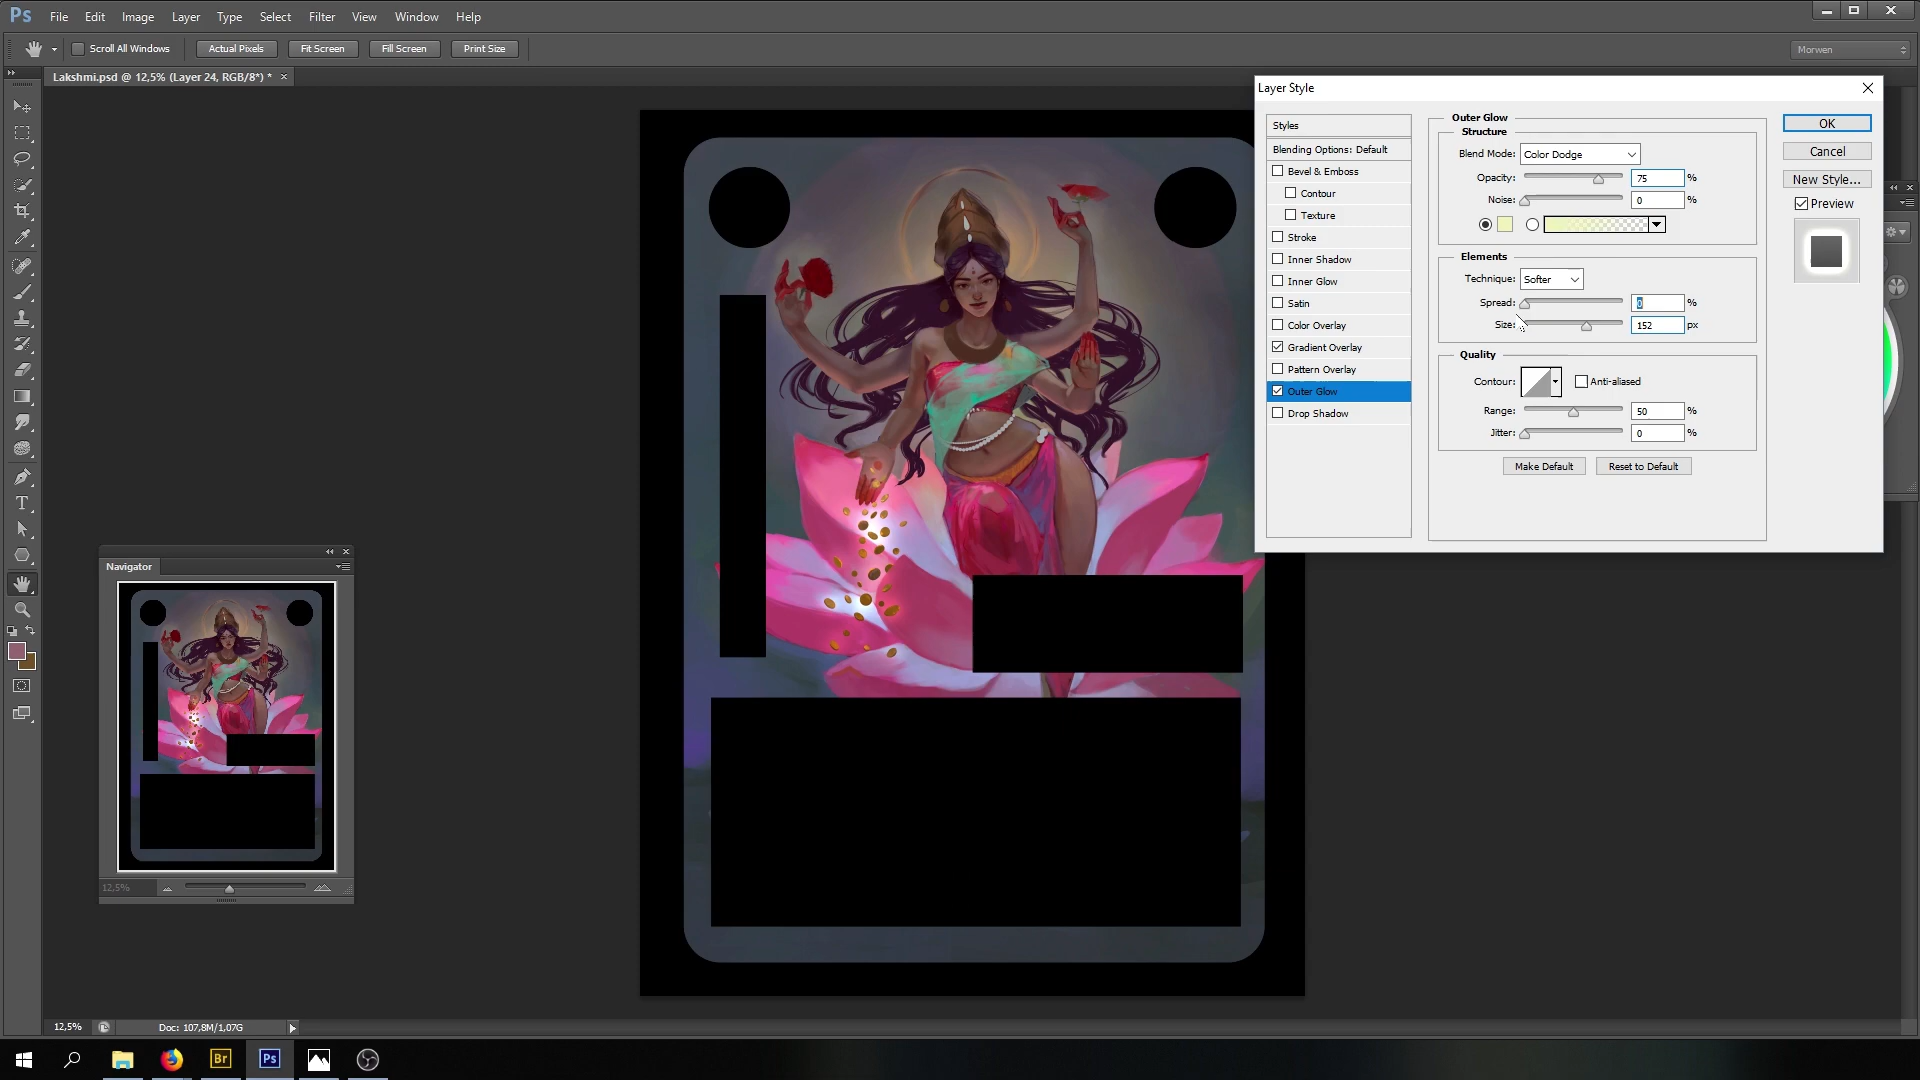 Ps File Edit Image Layer Type Select Filter View Window Help
Scroll All Windows Actual Pixels Fit Screen Fill Screen Print Size Morwen
Lakshmi.psd @ 12,5% (Layer 24, RGB/8*) *
Layer Style
Styles
Blending Options: Default
Bevel & Emboss
Contour
Texture
Stroke
Inner Shadow
Inner Glow
Satin
Color Overlay
Gradient Overlay
Pattern Overlay
Outer Glow
Drop Shadow
Outer Glow
Structure
Blend Mode: Color Dodge
Opacity: 75 %
Noise: 0 %
Elements
Technique: Softer
Spread: 0 %
Size: 152 px
Quality
Contour: Anti-aliased
Range: 50 %
Jitter: 0 %
Make Default Reset to Default
OK
Cancel
New Style...
Preview
Navigator
12,5%
12,5% Doc: 107,8M/1,07G
Br Ps